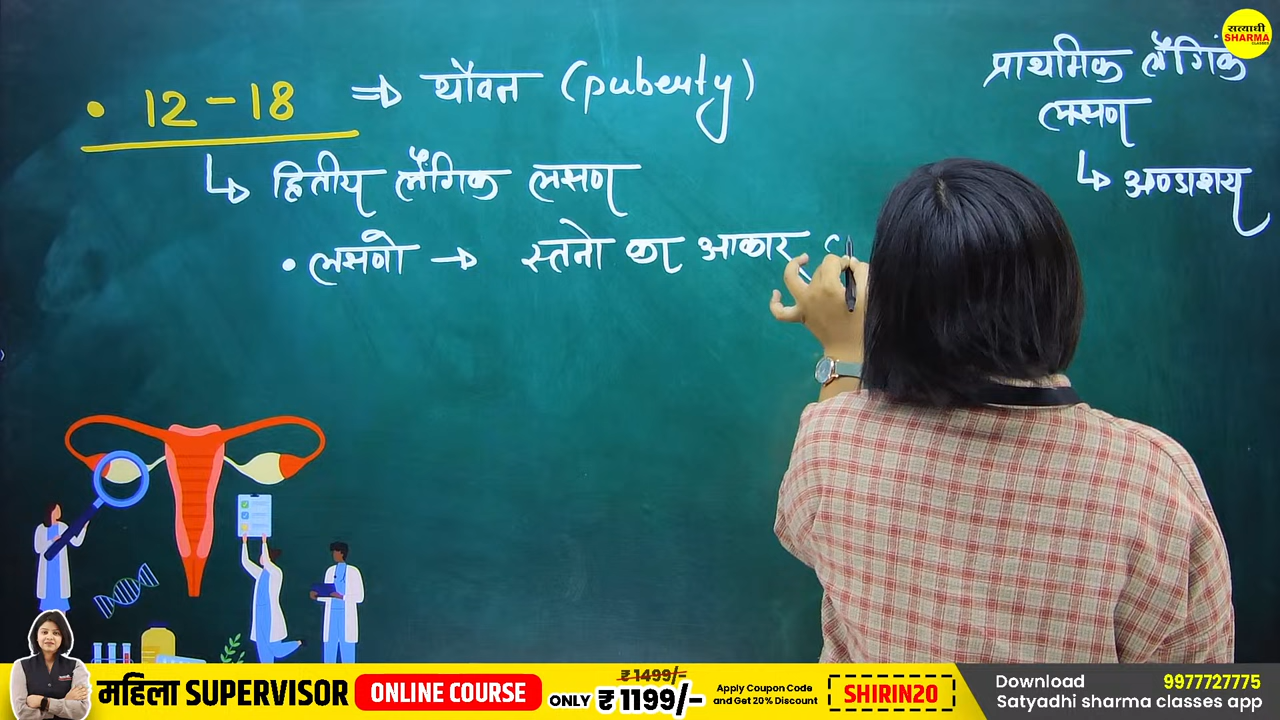 • 12 - 18 ⇒ यौवन (puberty)
↳ द्वितीय लैंगिक लक्षण
• लक्षणो → स्तनो का आकार
प्राथमिक लैंगिक
लक्षण
↳ अण्डाशय
सत्याधी
SHARMA
CLASSES
महिला SUPERVISOR
ONLINE COURSE
₹ 1499/-
ONLY ₹ 1199/-
Apply Coupon Code
and Get 20% Discount
SHIRIN20
Download 9977727775
Satyadhi sharma classes app